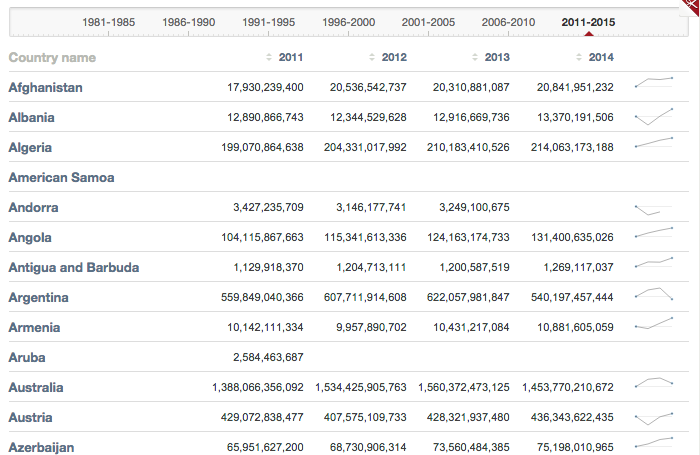 1981-1985 1986-1990 1991-1995 1996-2000 2001-2005 2006-2010 2011-2015
Country name 2011 2012 2013 2014
Afghanistan 17,930,239,400 20,536,542,737 20,310,881,087 20,841,951,232
Albania 12,890,866,743 12,344,529,628 12,916,669,736 13,370,191,506
Algeria 199,070,864,638 204,331,017,992 210,183,410,526 214,063,173,188
American Samoa
Andorra 3,427,235,709 3,146,177,741 3,249,100,675
Angola 104,115,867,663 115,341,613,336 124,163,174,733 131,400,635,026
Antigua and Barbuda 1,129,918,370 1,204,713,111 1,200,587,519 1,269,117,037
Argentina 559,849,040,366 607,711,914,608 622,057,981,847 540,197,457,444
Armenia 10,142,111,334 9,957,890,702 10,431,217,084 10,881,605,059
Aruba 2,584,463,687
Australia 1,388,066,356,092 1,534,425,905,763 1,560,372,473,125 1,453,770,210,672
Austria 429,072,838,477 407,575,109,733 428,321,937,480 436,343,622,435
Azerbaijan 65,951,627,200 68,730,906,314 73,560,484,385 75,198,010,965